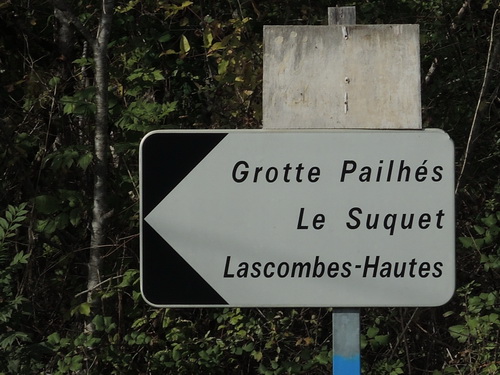 Grotte Pailhés
Le Suquet
Lascombes-Hautes